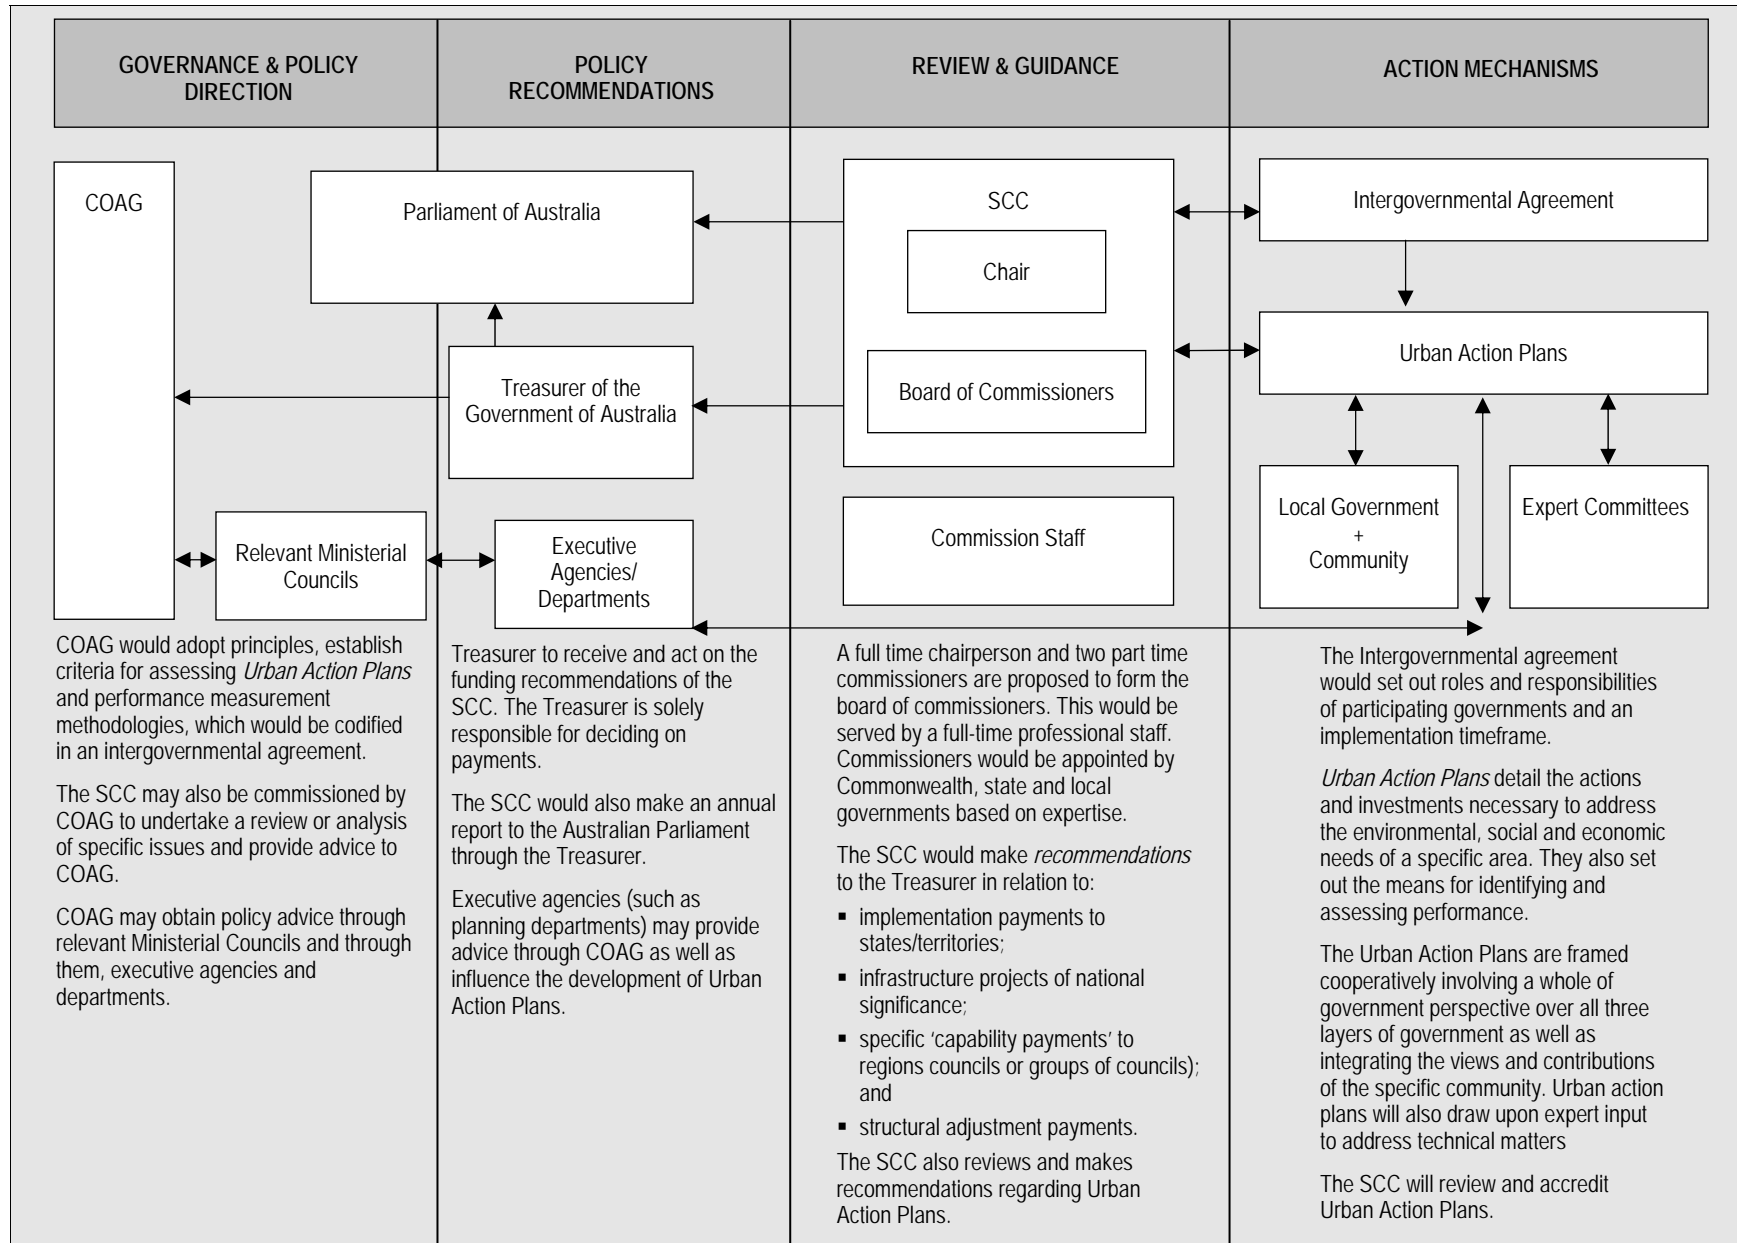 GOVERNANCE & POLICY
DIRECTION
POLICY
RECOMMENDATIONS
REVIEW & GUIDANCE
ACTION MECHANISMS
COAG
Parliament of Australia
SCC
Chair
Board of Commissioners
Intergovernmental Agreement
Urban Action Plans
Treasurer of the
Government of Australia
Relevant Ministerial
Councils
Executive
Agencies/
Departments
Commission Staff
Local Government
+
Community
Expert Committees
COAG would adopt principles, establish
criteria for assessing Urban Action Plans
and performance measurement
methodologies, which would be codified
in an intergovernmental agreement.
The SCC may also be commissioned by
COAG to undertake a review or analysis
of specific issues and provide advice to
COAG.
COAG may obtain policy advice through
relevant Ministerial Councils and through
them, executive agencies and
departments.
Treasurer to receive and act on the
funding recommendations of the
SCC. The Treasurer is solely
responsible for deciding on
payments.
The SCC would also make an annual
report to the Australian Parliament
through the Treasurer.
Executive agencies (such as
planning departments) may provide
advice through COAG as well as
influence the development of Urban
Action Plans.
A full time chairperson and two part time
commissioners are proposed to form the
board of commissioners. This would be
served by a full-time professional staff.
Commissioners would be appointed by
Commonwealth, state and local
governments based on expertise.
The SCC would make recommendations
to the Treasurer in relation to:
▪ implementation payments to
states/territories;
▪ infrastructure projects of national
significance;
▪ specific ‘capability payments’ to
regions councils or groups of councils);
and
▪ structural adjustment payments.
The SCC also reviews and makes
recommendations regarding Urban
Action Plans.
The Intergovernmental agreement
would set out roles and responsibilities
of participating governments and an
implementation timeframe.
Urban Action Plans detail the actions
and investments necessary to address
the environmental, social and economic
needs of a specific area. They also set
out the means for identifying and
assessing performance.
The Urban Action Plans are framed
cooperatively involving a whole of
government perspective over all three
layers of government as well as
integrating the views and contributions
of the specific community. Urban action
plans will also draw upon expert input
to address technical matters
The SCC will review and accredit
Urban Action Plans.